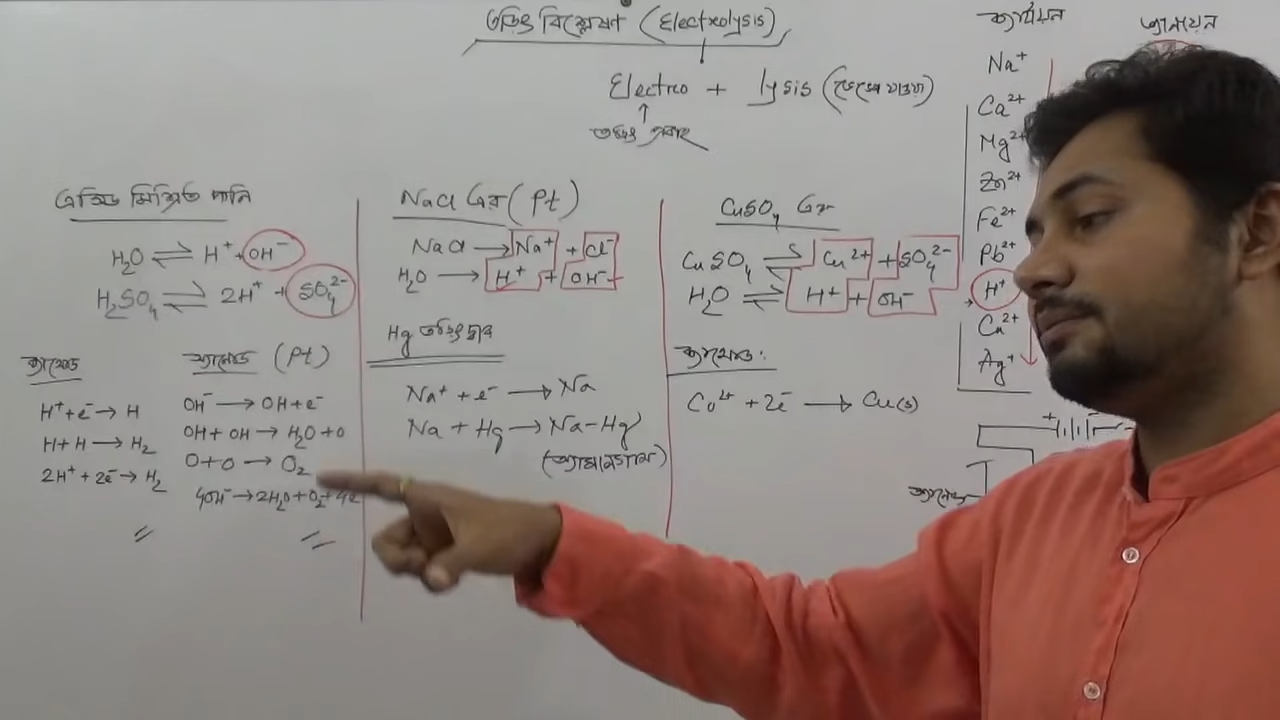 তড়িৎ বিশ্লেষণ (Electrolysis)
Electro + lysis (ভেঙ্গে যাওয়া)
↑
তড়িৎ প্রবাহ
এসিড মিশ্রিত পানি
H₂O ⇌ H⁺ + OH⁻
H₂SO₄ ⇌ 2H⁺ + SO₄²⁻
ক্যাথোড
H⁺ + e⁻ → H
H + H → H₂
2H⁺ + 2e⁻ → H₂
অ্যানোড (Pt)
OH⁻ → OH + e⁻
OH + OH → H₂O + O
O + O → O₂
4OH⁻ → 2H₂O + O₂ + 4e
NaCl এর (Pt)
NaCl → Na⁺ + Cl⁻
H₂O → H⁺ + OH⁻
Hg তড়িৎদ্বার
Na⁺ + e⁻ → Na
Na + Hg → Na-Hg
(অ্যামালগাম)
CuSO₄ এর
CuSO₄ ⇌ Cu²⁺ + SO₄²⁻
H₂O ⇌ H⁺ + OH⁻
ক্যাথোড:
Cu²⁺ + 2e⁻ → Cu(s)
ক্যাটায়ন
Na⁺
Ca²⁺
Mg²⁺
Zn²⁺
Fe²⁺
Pb²⁺
H⁺
Cu²⁺
Ag⁺
অ্যানায়ন
+ -
অ্যানোড